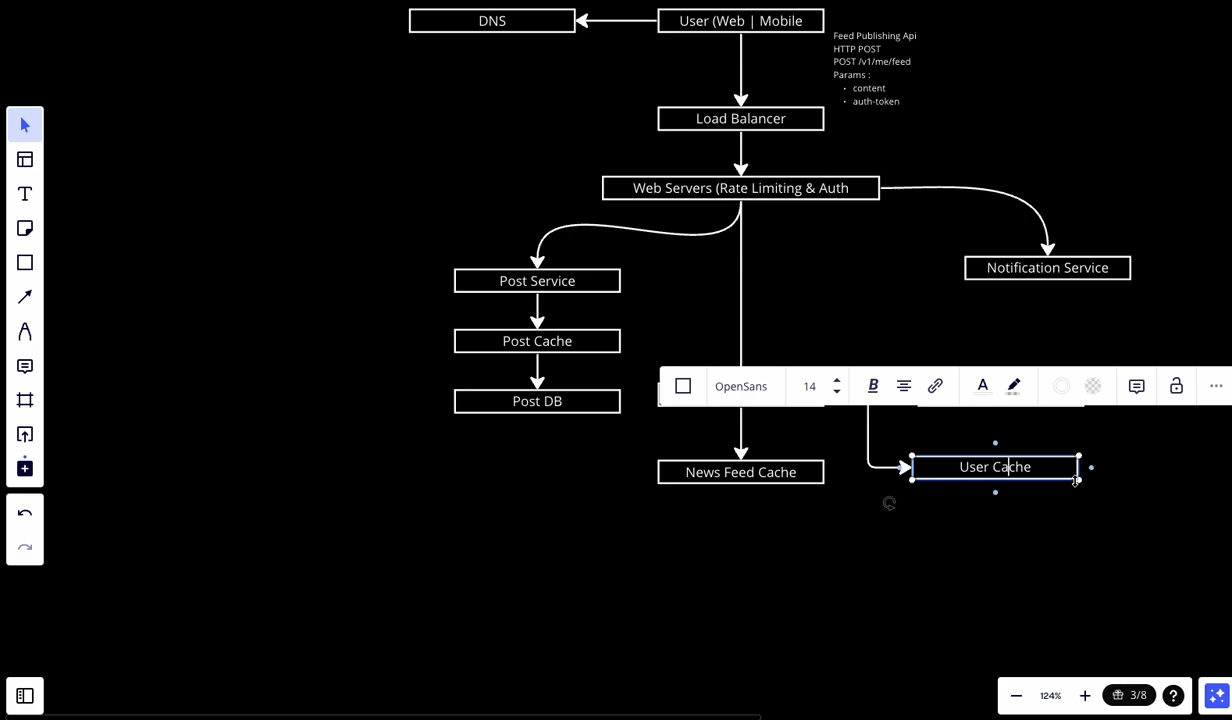 DNS
User (Web | Mobile
Feed Publishing Api
HTTP POST
POST /v1/me/feed
Params :
• content
• auth-token
Load Balancer
Web Servers (Rate Limiting & Auth
Notification Service
Post Service
Post Cache
OpenSans
14
B
A
Post DB
News Feed Cache
User Cache
124%
3/8